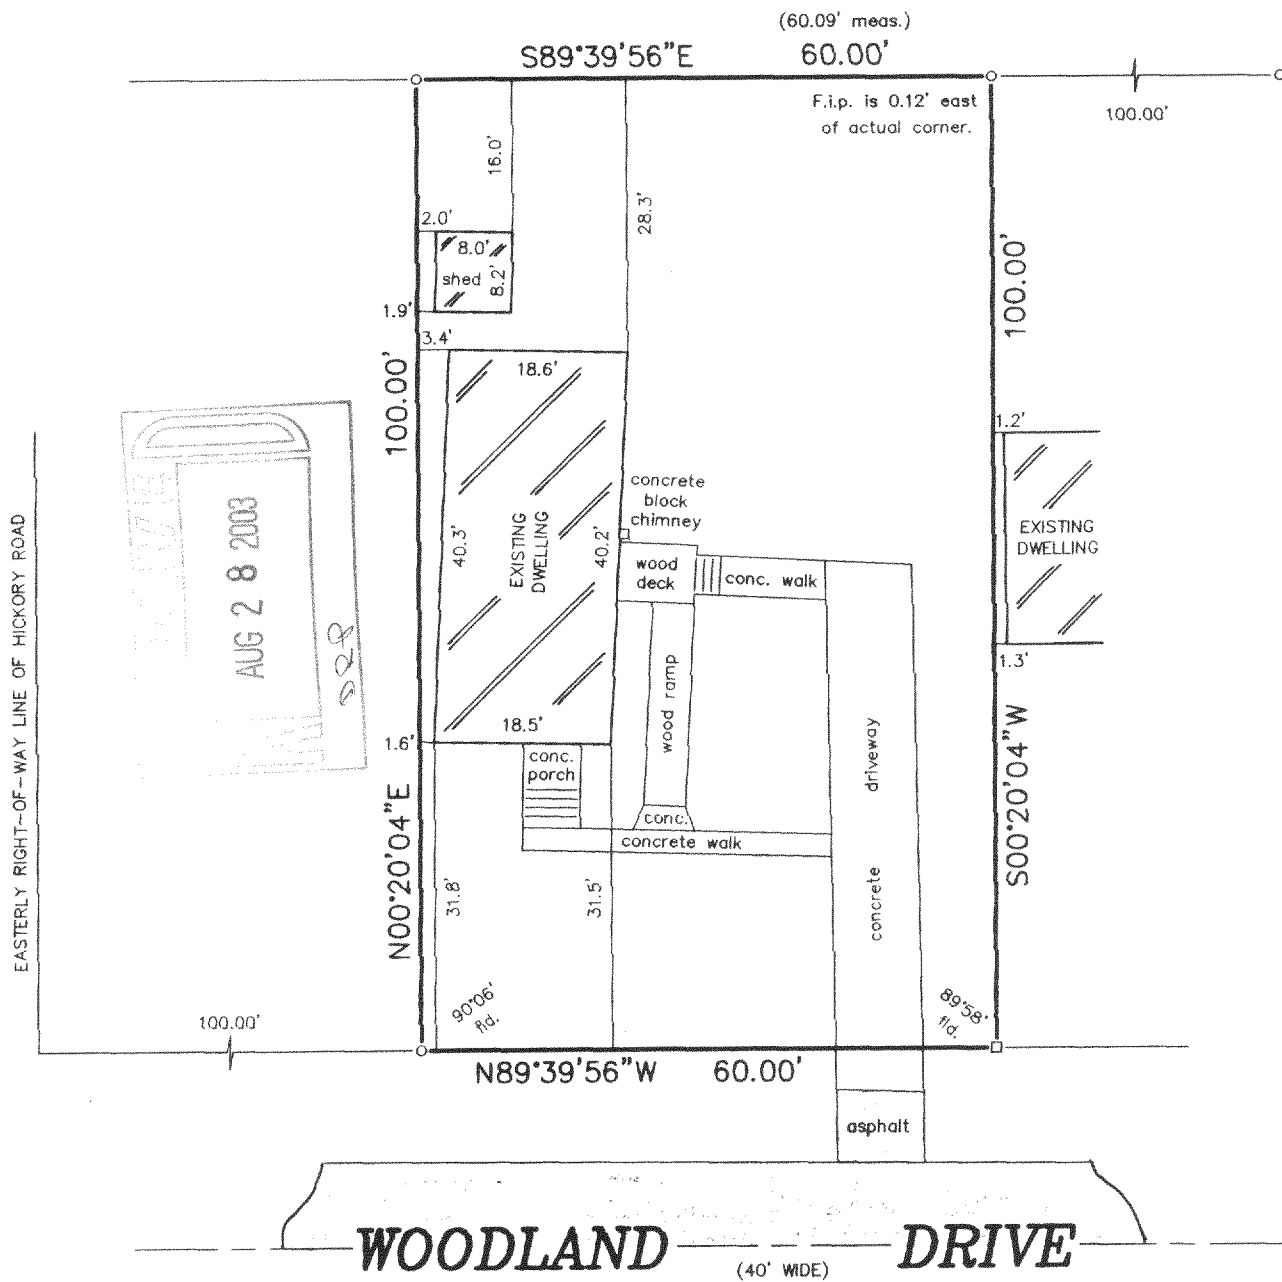 (60.09' meas.)
S89°39'56"E 60.00'
F.i.p. is 0.12' east
of actual corner.
100.00'
16.0'
28.3'
2.0'
8.0'
shed
8.2'
1.9'
3.4'
100.00'
100.00'
18.6'
1.2'
concrete
block
chimney
EXISTING
DWELLING
40.3'
EXISTING
DWELLING
40.2'
wood
deck
conc. walk
AUG 28 2003
EASTERLY RIGHT-OF-WAY LINE OF HICKORY ROAD
1.3'
wood ramp
driveway
18.5'
1.6'
conc.
porch
conc.
concrete walk
N00°20'04"E
S00°20'04"W
31.8'
31.5'
concrete
90°06'
fld.
89°58'
fld.
100.00'
N89°39'56"W 60.00'
asphalt
WOODLAND DRIVE
(40' WIDE)